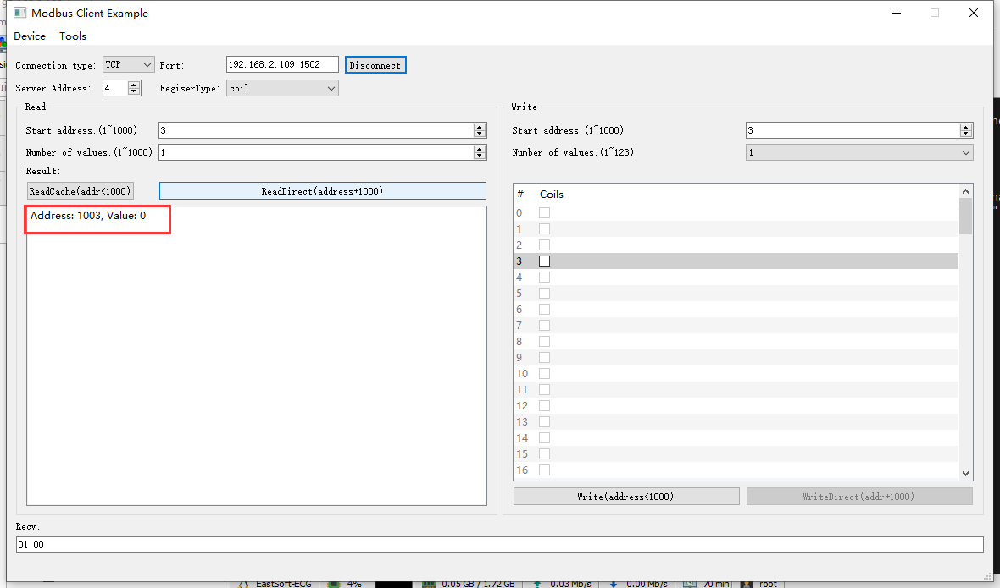 Modbus Client Example
Device Tools
Connection type: TCP Port: 192.168.2.109:1502 Disconnect
Server Address: 4 RegiserType: coil
Read
Start address:(1~1000) 3
Number of values:(1~1000) 1
Result:
ReadCache(addr<1000) ReadDirect(address+1000)
Address: 1003, Value: 0
Write
Start address:(1~1000) 3
Number of values:(1~123) 1
# Coils
0
1
2
3
4
5
6
7
8
9
10
11
12
13
14
15
16
Write(address<1000) WriteDirect(addr+1000)
Recv:
01 00
EastSoft-ECG 4% 0.05 GB / 1.72 GB 0.03 Mb/s 0.00 Mb/s 70 min root